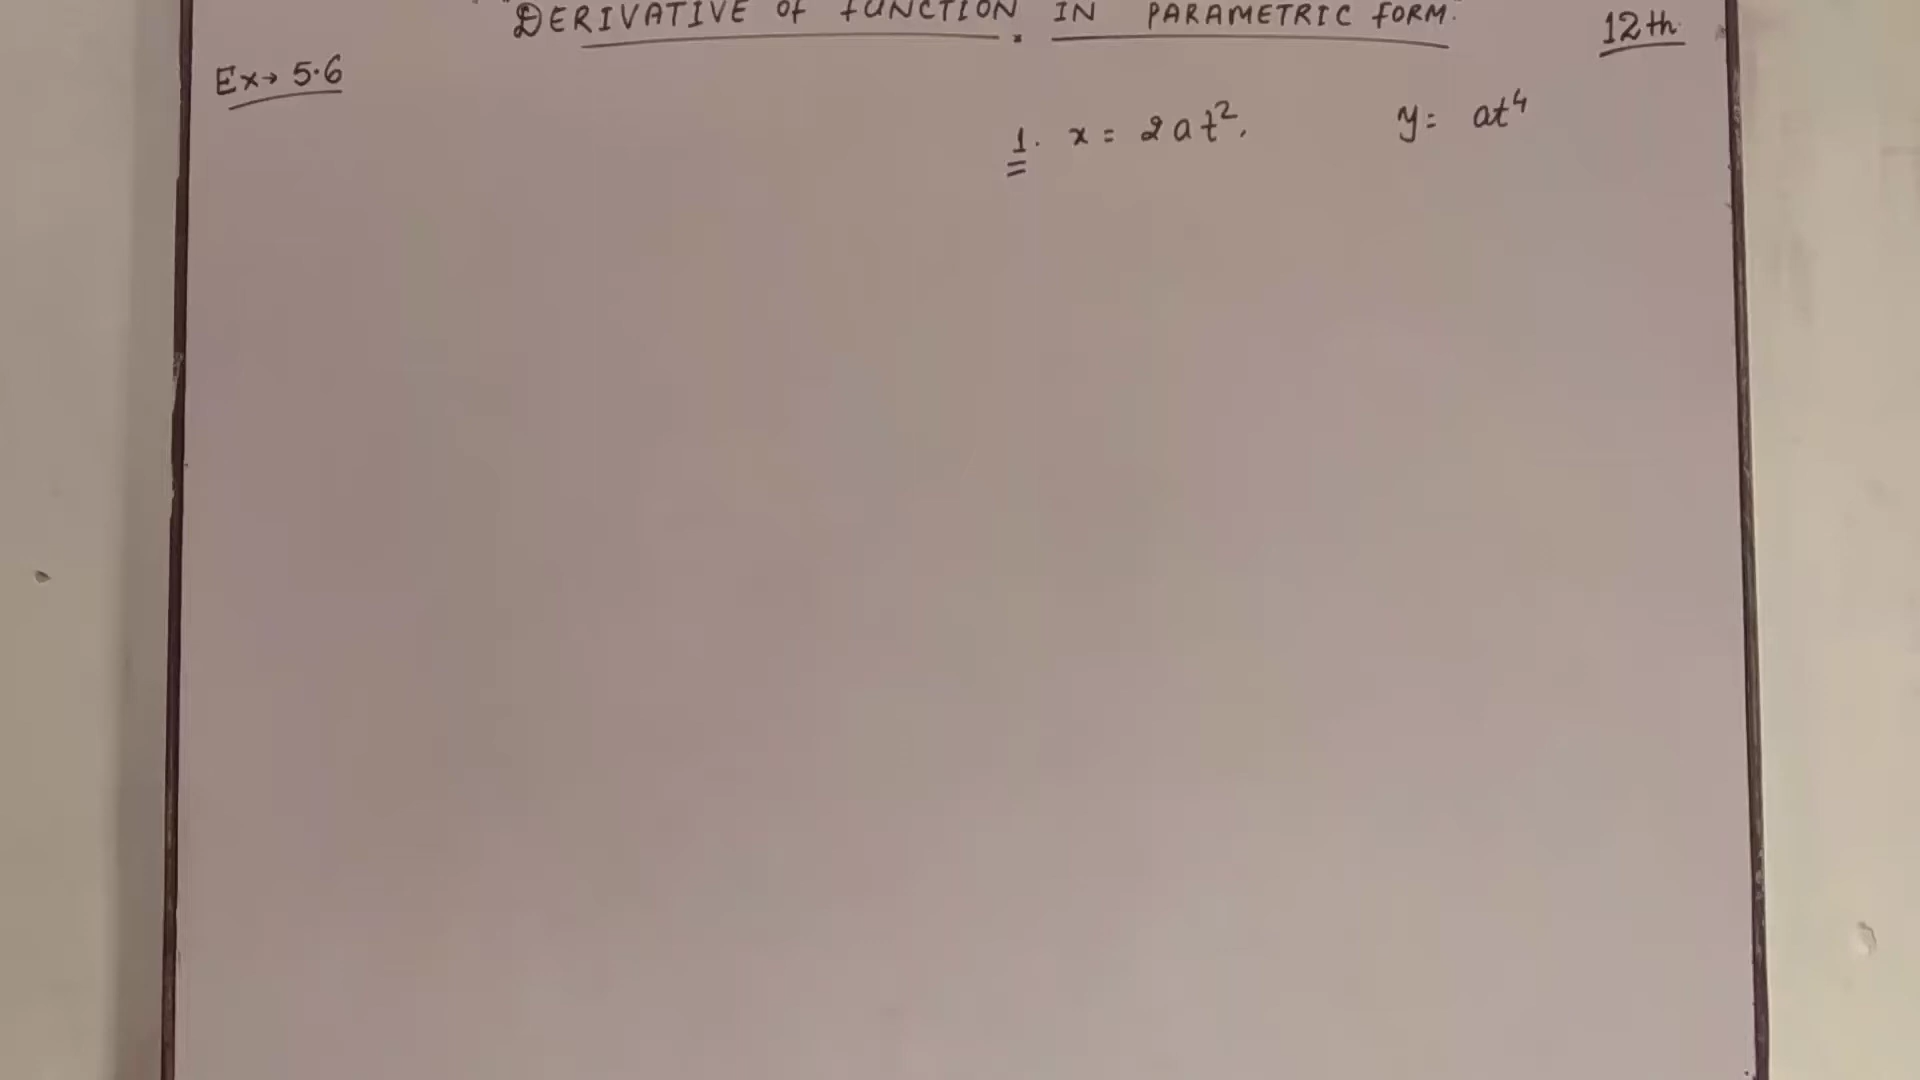 "DERIVATIVE of fUNCTION IN PARAMETRIC fORM."
12th.
Ex→ 5.6
1. x = 2at², y = at⁴